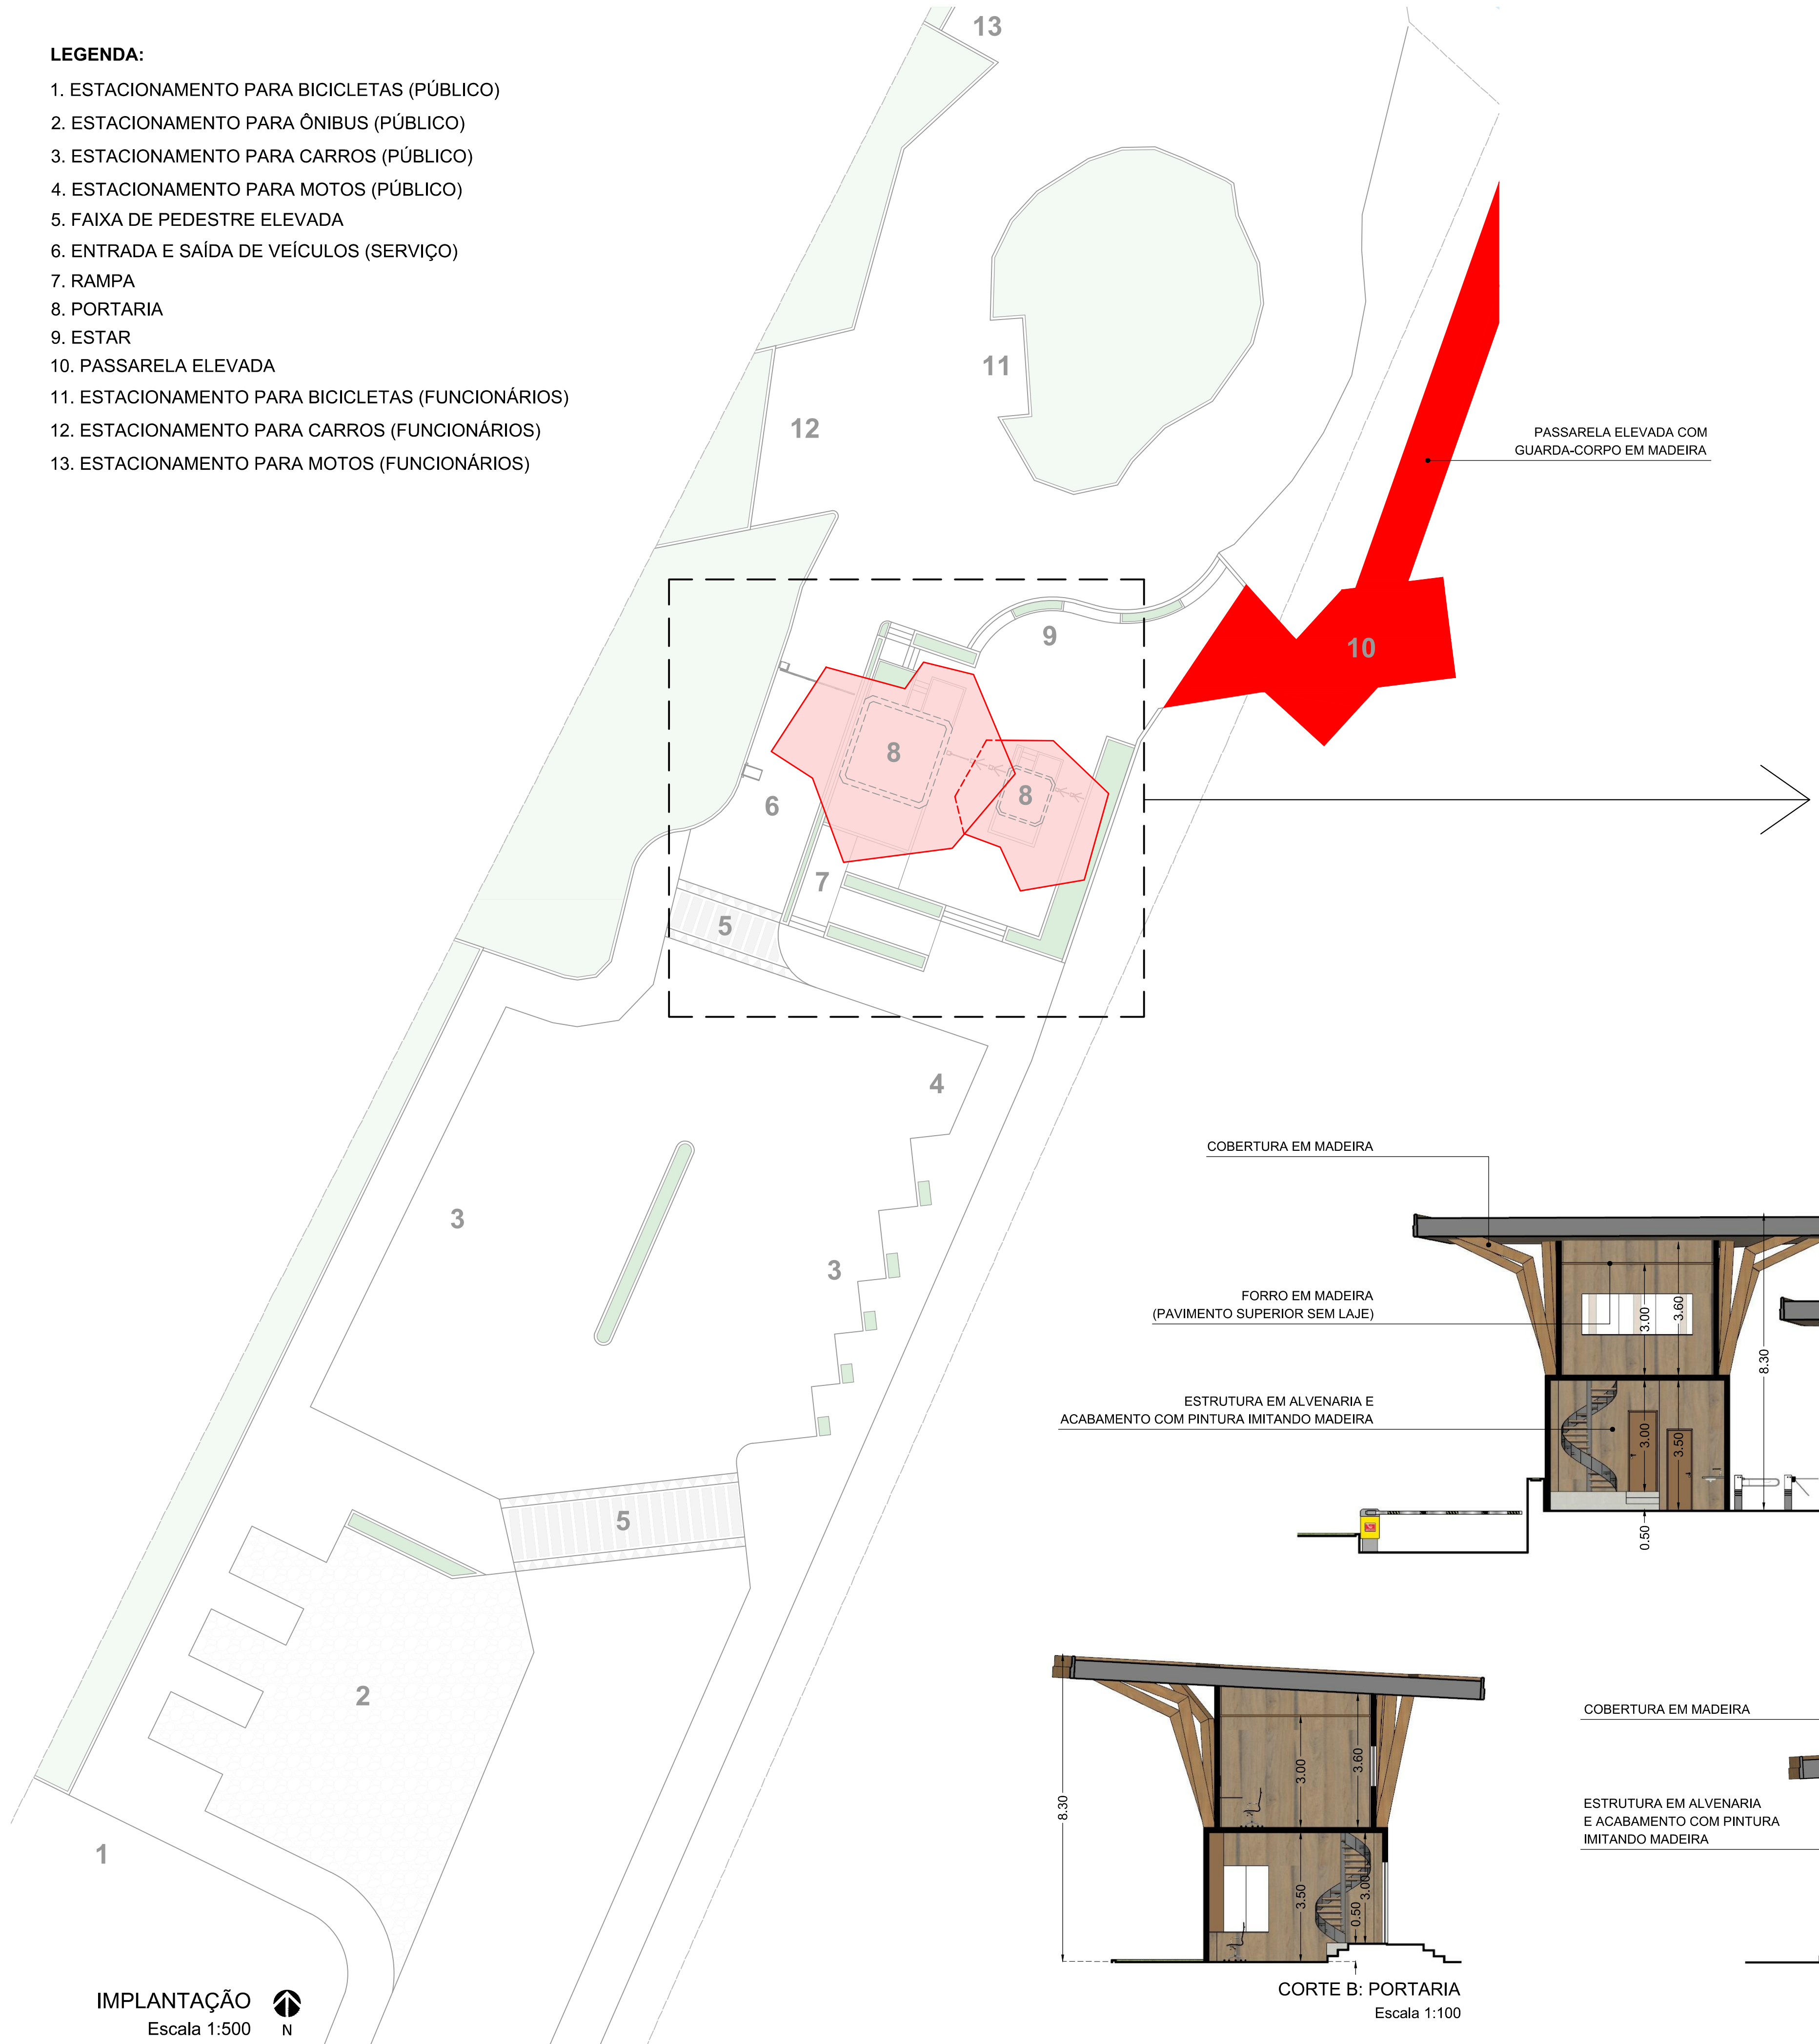 LEGENDA:
1. ESTACIONAMENTO PARA BICICLETAS (PÚBLICO)
2. ESTACIONAMENTO PARA ÔNIBUS (PÚBLICO)
3. ESTACIONAMENTO PARA CARROS (PÚBLICO)
4. ESTACIONAMENTO PARA MOTOS (PÚBLICO)
5. FAIXA DE PEDESTRE ELEVADA
6. ENTRADA E SAÍDA DE VEÍCULOS (SERVIÇO)
7. RAMPA
8. PORTARIA
9. ESTAR
10. PASSARELA ELEVADA
11. ESTACIONAMENTO PARA BICICLETAS (FUNCIONÁRIOS)
12. ESTACIONAMENTO PARA CARROS (FUNCIONÁRIOS)
13. ESTACIONAMENTO PARA MOTOS (FUNCIONÁRIOS)
13
11
12
PASSARELA ELEVADA COM
GUARDA-CORPO EM MADEIRA
9
10
8
8
6
7
5
4
3
3
5
2
1
COBERTURA EM MADEIRA
FORRO EM MADEIRA
(PAVIMENTO SUPERIOR SEM LAJE)
ESTRUTURA EM ALVENARIA E
ACABAMENTO COM PINTURA IMITANDO MADEIRA
3.00
3.60
8.30
3.00
3.50
0.50
8.30
3.00
3.60
3.50
0.50
3.00
COBERTURA EM MADEIRA
ESTRUTURA EM ALVENARIA
E ACABAMENTO COM PINTURA
IMITANDO MADEIRA
CORTE B: PORTARIA
Escala 1:100
IMPLANTAÇÃO
Escala 1:500
N